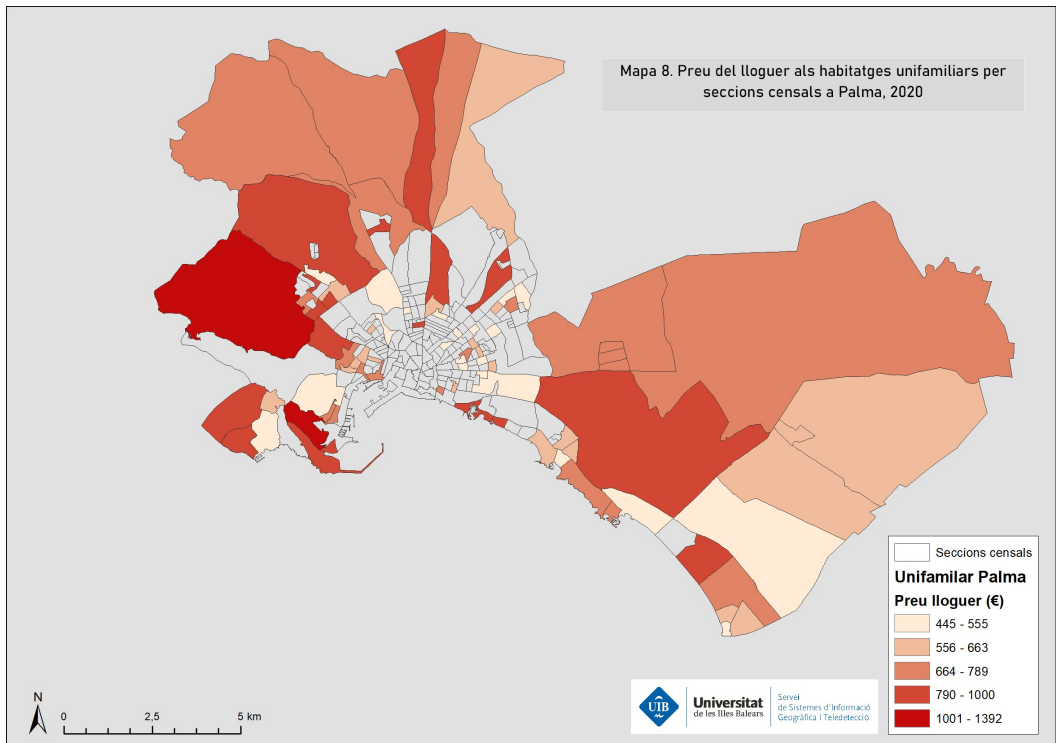 Mapa 8. Preu del lloguer als habitatges unifamiliars per
seccions censals a Palma, 2020
Seccions censals
Unifamilar Palma
Preu lloguer (€)
445 - 555
556 - 663
664 - 789
790 - 1000
1001 - 1392
N
0 2,5 5 km
UIB
Universitat
de les Illes Balears
Servei
de Sistemes d'Informació
Geogràfica i Teledetecció